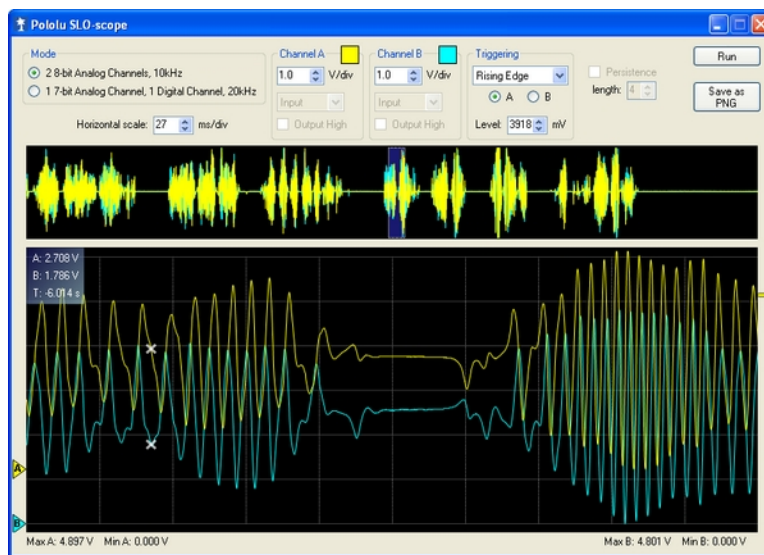 Pololu SLO-scope
Mode
2 8-bit Analog Channels, 10kHz
1 7-bit Analog Channel, 1 Digital Channel, 20kHz
Horizontal scale: 27 ms/div
Channel A
1.0 V/div
Input
Output High
Channel B
1.0 V/div
Input
Output High
Triggering
Rising Edge
A B
Level: 3918 mV
Persistence
length: 4
Run
Save as
PNG
A: 2.708 V
B: 1.786 V
T: -6.014 s
A
B
Max A: 4.897 V Min A: 0.000 V
Max B: 4.801 V Min B: 0.000 V